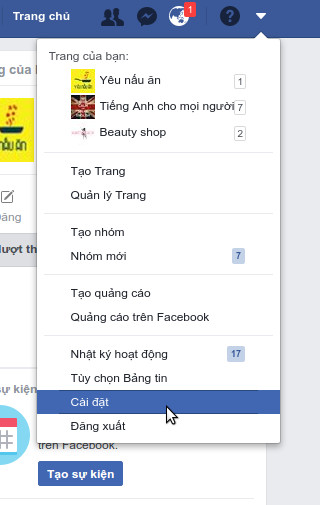 Trang chủ
1
Trang của bạn:
Yêu nấu ăn
1
Tiếng Anh cho mọi người
7
Beauty shop
2
Tạo Trang
Quản lý Trang
Tạo nhóm
Nhóm mới
7
Tạo quảng cáo
Quảng cáo trên Facebook
Nhật ký hoạt động
17
Tùy chọn Bảng tin
Cài đặt
Đăng xuất
g của
nấu ăn
Đăng
lượt th
sự kiện
trên Facebook.
Tạo sự kiện